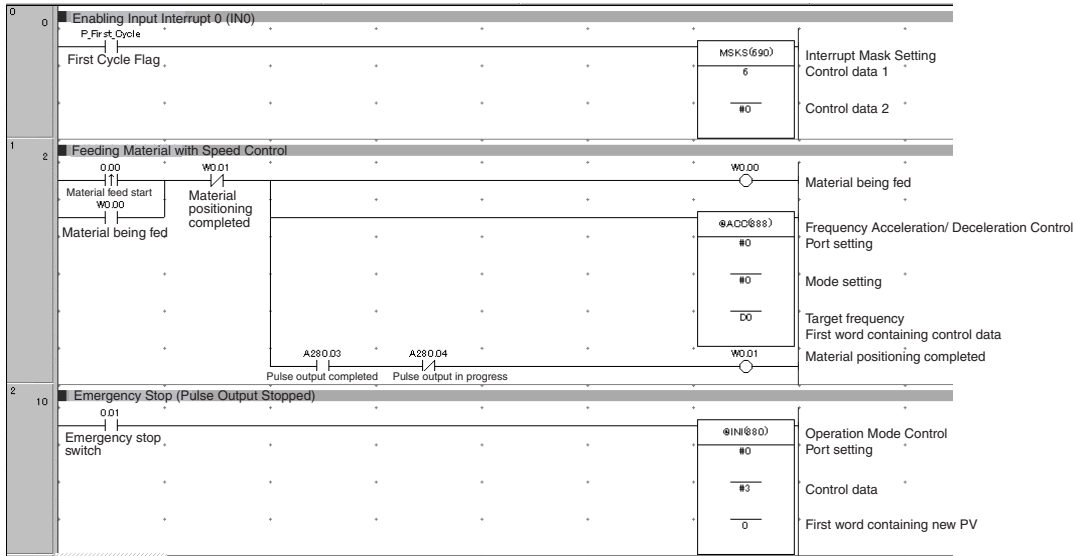 0
0
Enabling Input Interrupt 0 (IN0)
P_First_Cycle
First Cycle Flag
MSKS(690)
Interrupt Mask Setting
6
Control data 1
#0
Control data 2
1
2
Feeding Material with Speed Control
0.00
W0.01
W0.00
Material feed start
Material
positioning
completed
Material being fed
W0.00
Material being fed
@ACC(888)
Frequency Acceleration/ Deceleration Control
#0
Port setting
#0
Mode setting
D0
Target frequency
First word containing control data
A280.03
A280.04
W0.01
Pulse output completed
Pulse output in progress
Material positioning completed
2
10
Emergency Stop (Pulse Output Stopped)
0.01
Emergency stop
switch
@INI(880)
Operation Mode Control
#0
Port setting
#3
Control data
0
First word containing new PV